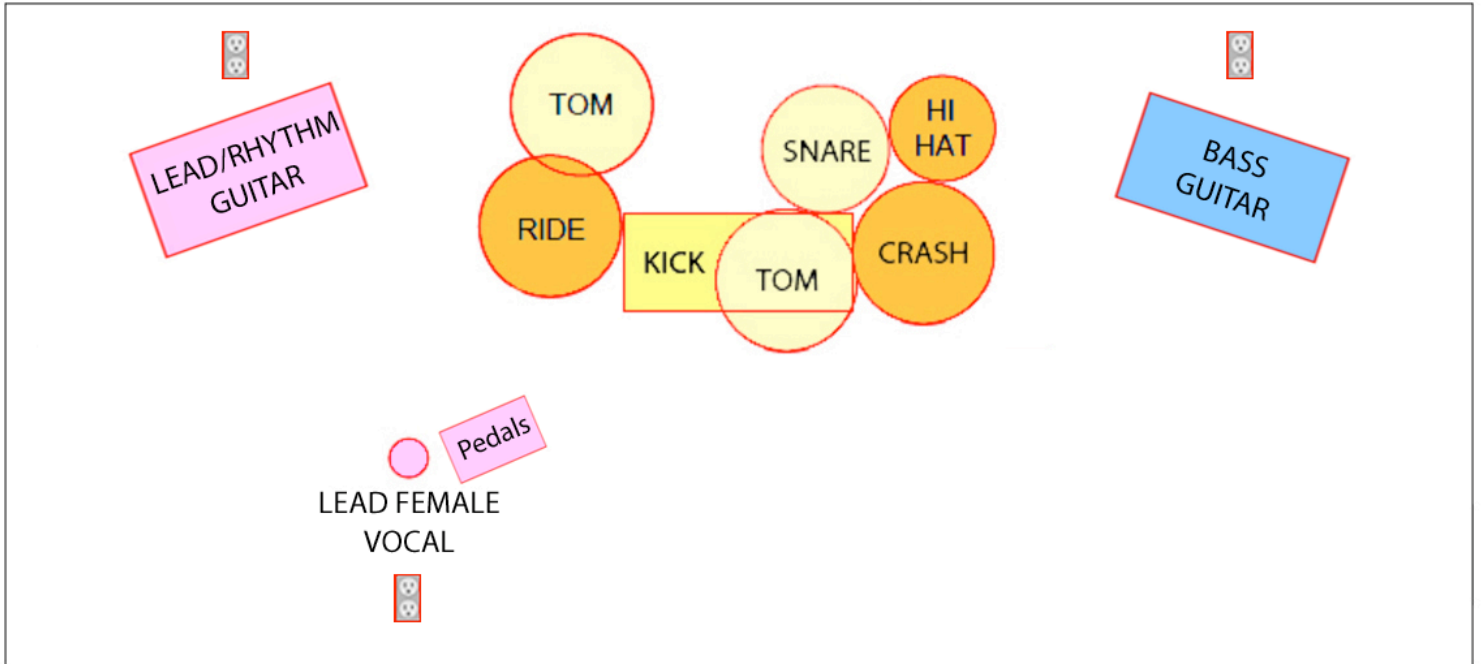 TOM
HI
HAT
SNARE
LEAD/RHYTHM
GUITAR
BASS
GUITAR
RIDE
KICK
TOM
CRASH
Pedals
LEAD FEMALE
VOCAL